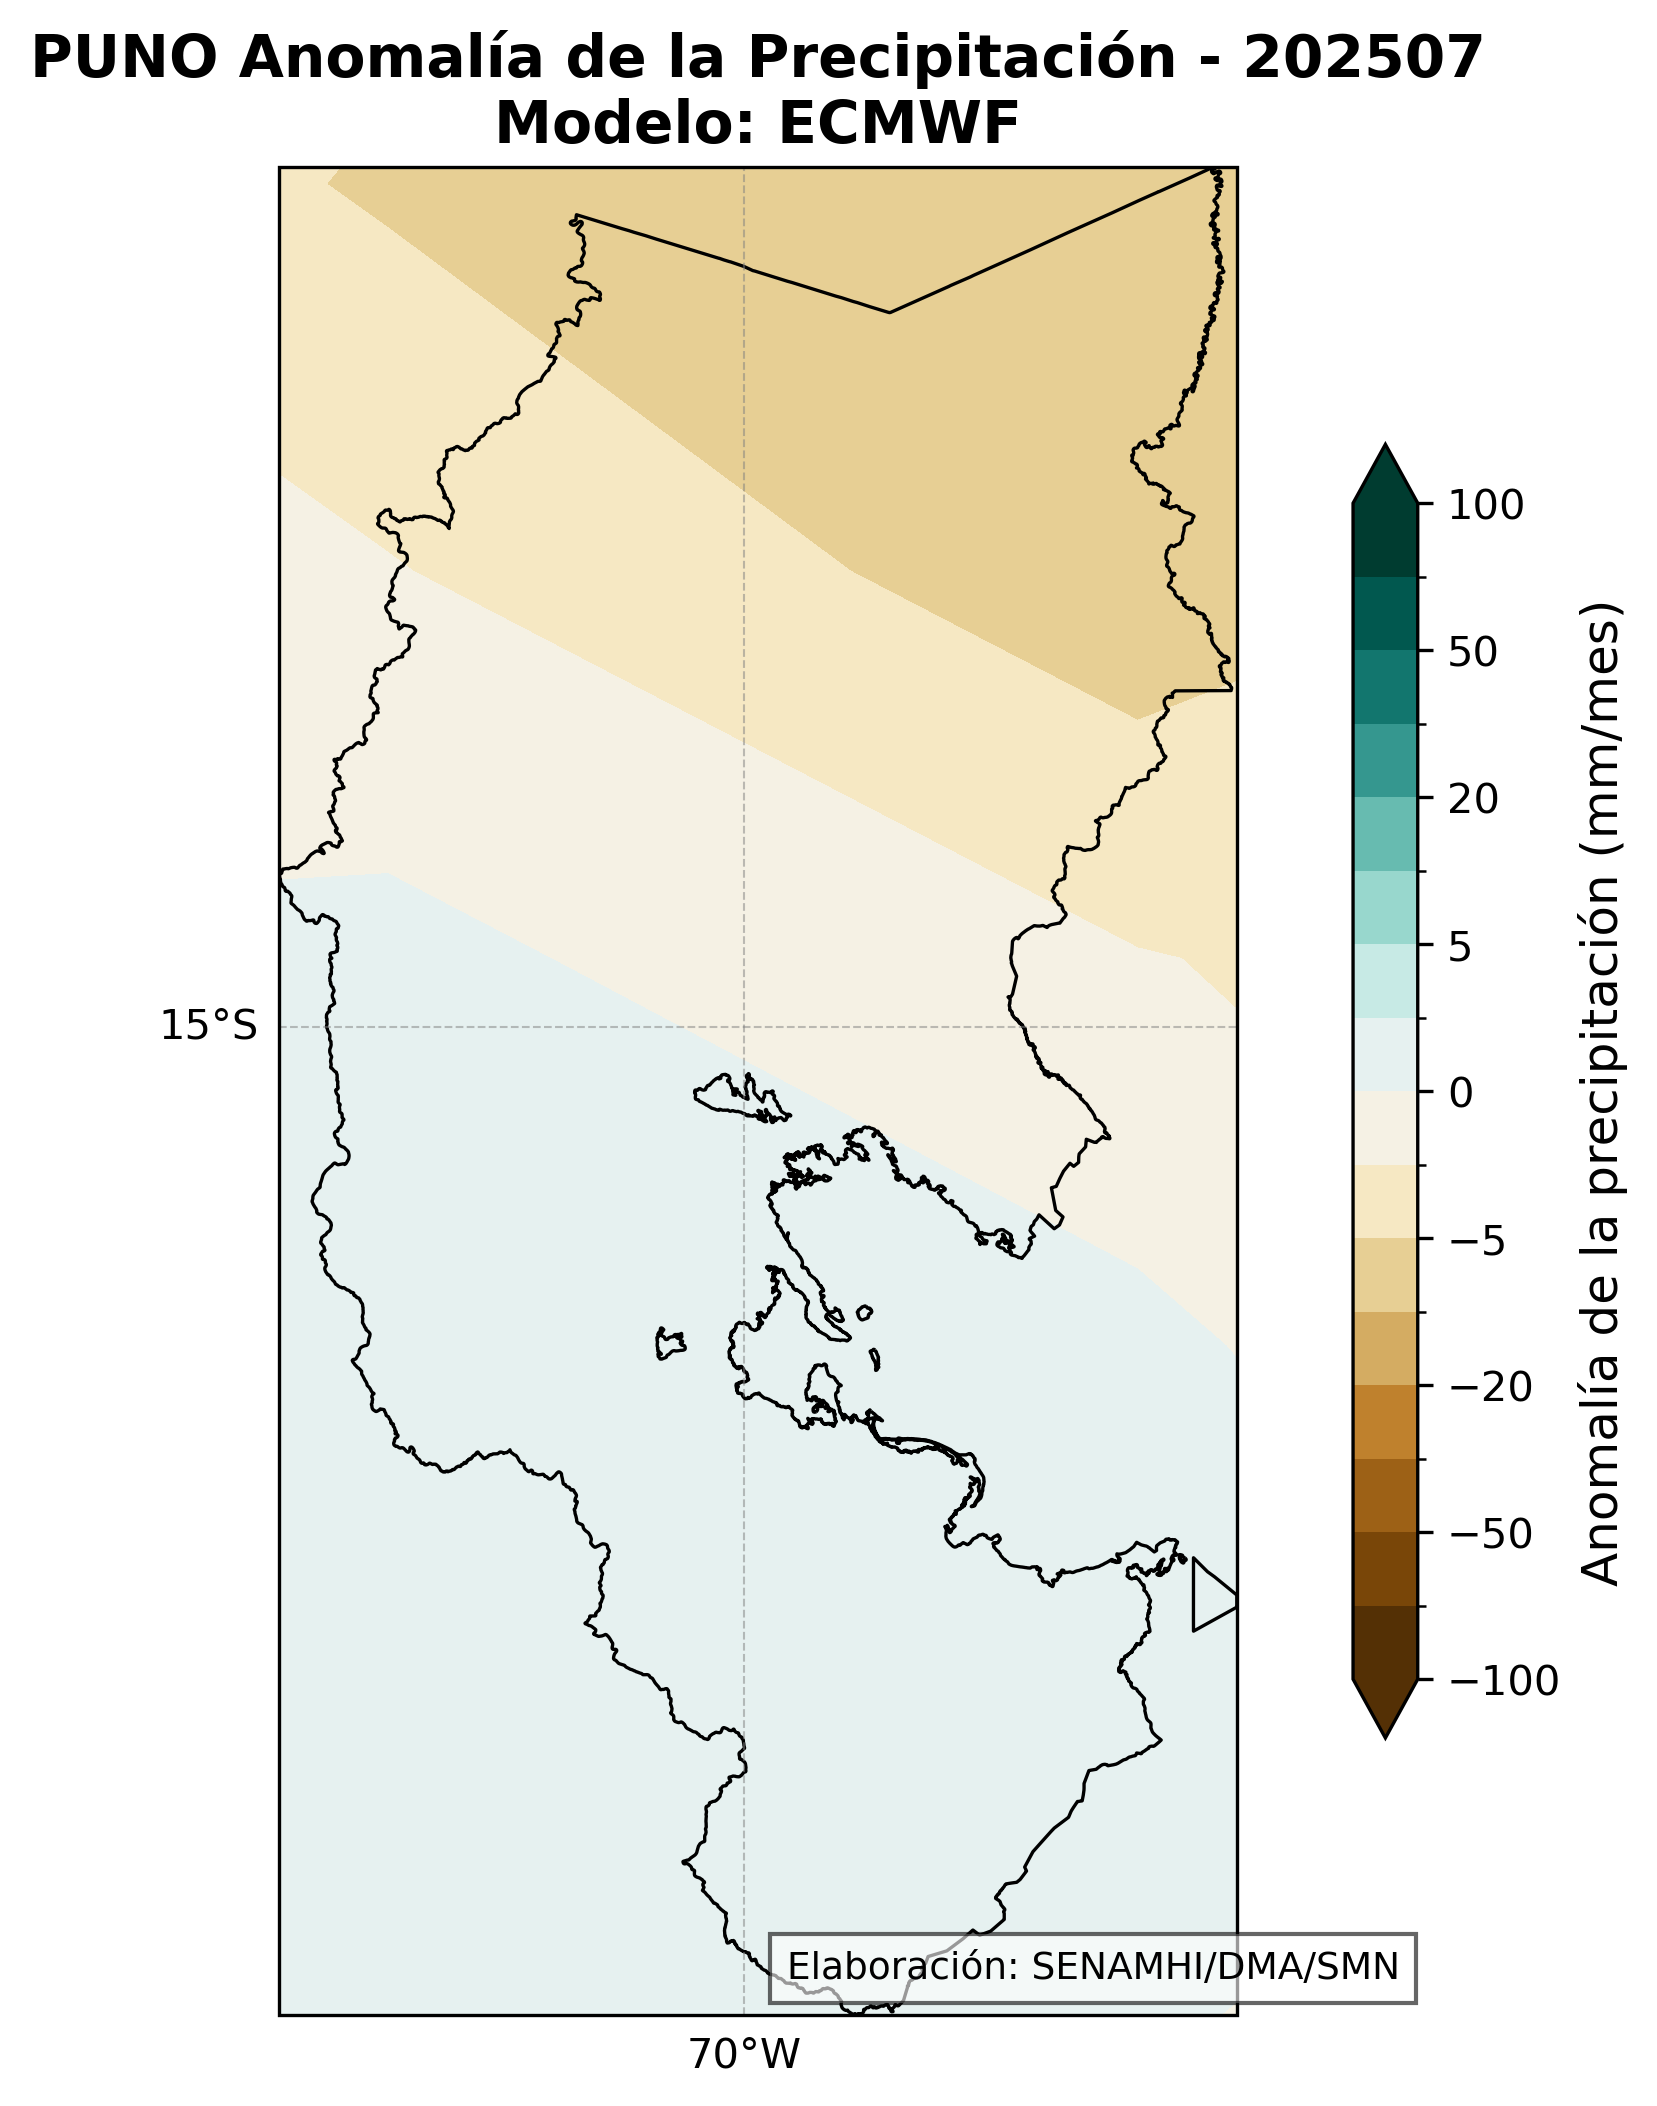 PUNO Anomalía de la Precipitación - 202507
Modelo: ECMWF
100
50
20
5
0
−5
−20
−50
−100
Anomalía de la precipitación (mm/mes)
15°S
70°W
Elaboración: SENAMHI/DMA/SMN